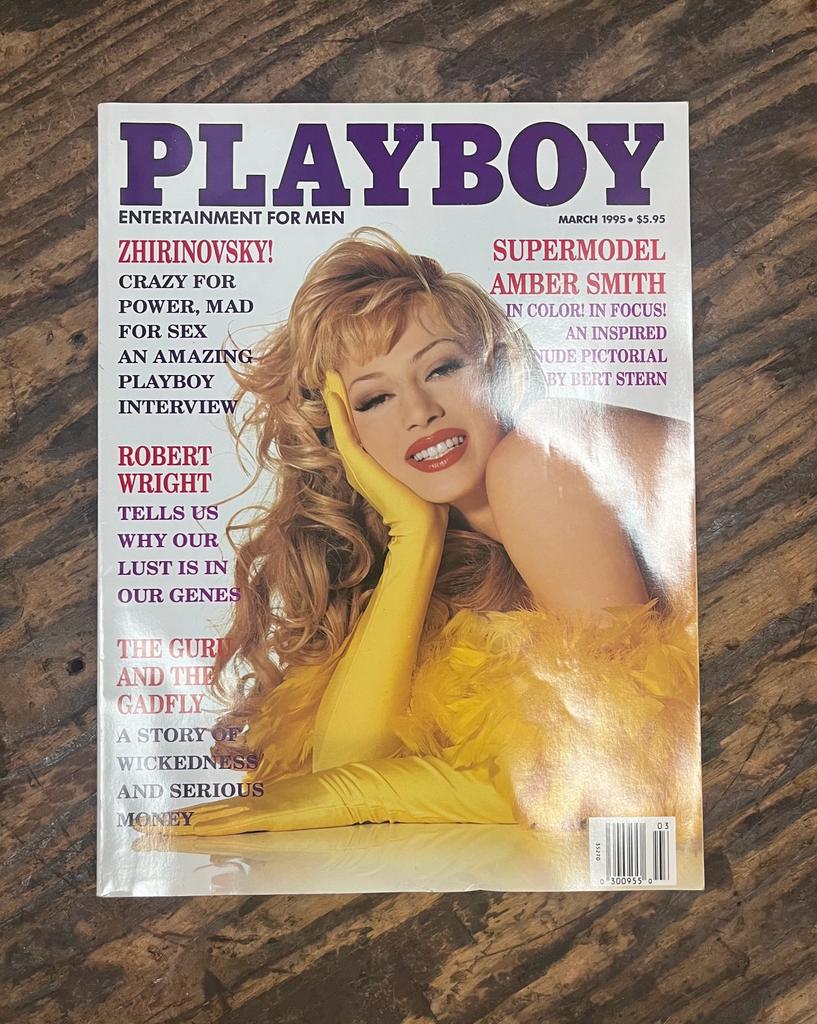 PLAYBOY
ENTERTAINMENT FOR MEN
MARCH 1995 • $5.95
ZHIRINOVSKY!
CRAZY FOR
POWER, MAD
FOR SEX
AN AMAZING
PLAYBOY
INTERVIEW
ROBERT
WRIGHT
TELLS US
WHY OUR
LUST IS IN
OUR GENES
THE GURU
AND THE
GADFLY
A STORY OF
WICKEDNESS
AND SERIOUS
MONEY
SUPERMODEL
AMBER SMITH
IN COLOR! IN FOCUS!
AN INSPIRED
NUDE PICTORIAL
BY BERT STERN
03
35270
0 300955 0